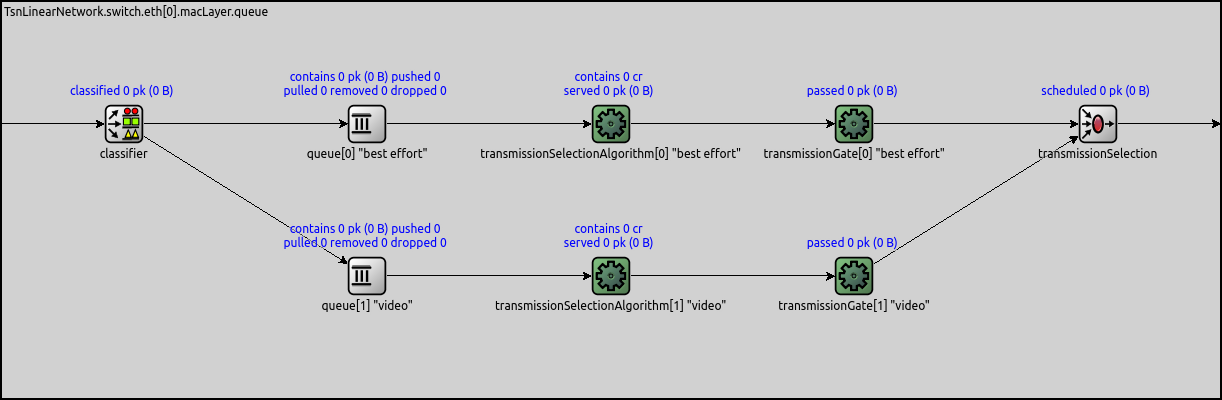 TsnLinearNetwork.switch.eth[0].macLayer.queue
classified 0 pk (0 B)
classifier
contains 0 pk (0 B) pushed 0
pulled 0 removed 0 dropped 0
queue[0] "best effort"
contains 0 cr
served 0 pk (0 B)
transmissionSelectionAlgorithm[0] "best effort"
passed 0 pk (0 B)
transmissionGate[0] "best effort"
scheduled 0 pk (0 B)
transmissionSelection
contains 0 pk (0 B) pushed 0
pulled 0 removed 0 dropped 0
queue[1] "video"
contains 0 cr
served 0 pk (0 B)
transmissionSelectionAlgorithm[1] "video"
passed 0 pk (0 B)
transmissionGate[1] "video"